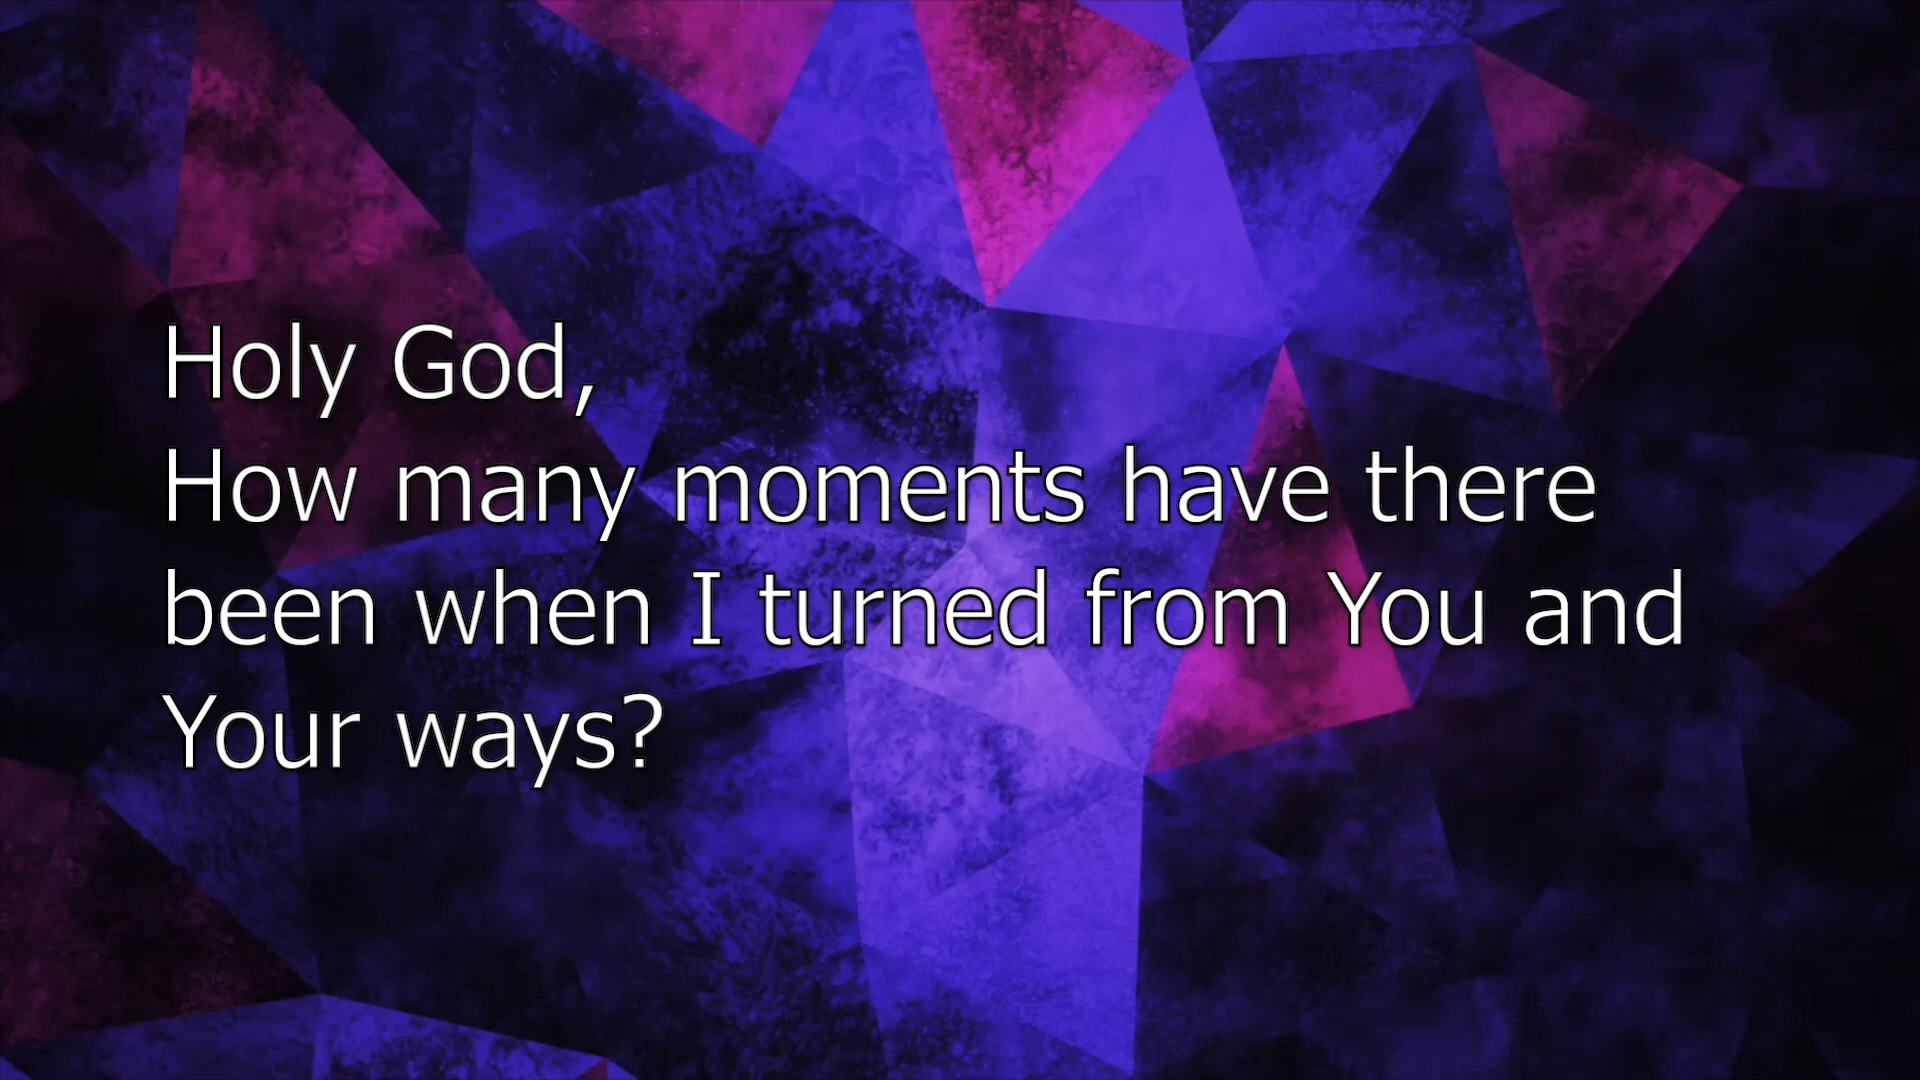 Holy God,
How many moments have there
been when I turned from You and
Your ways?